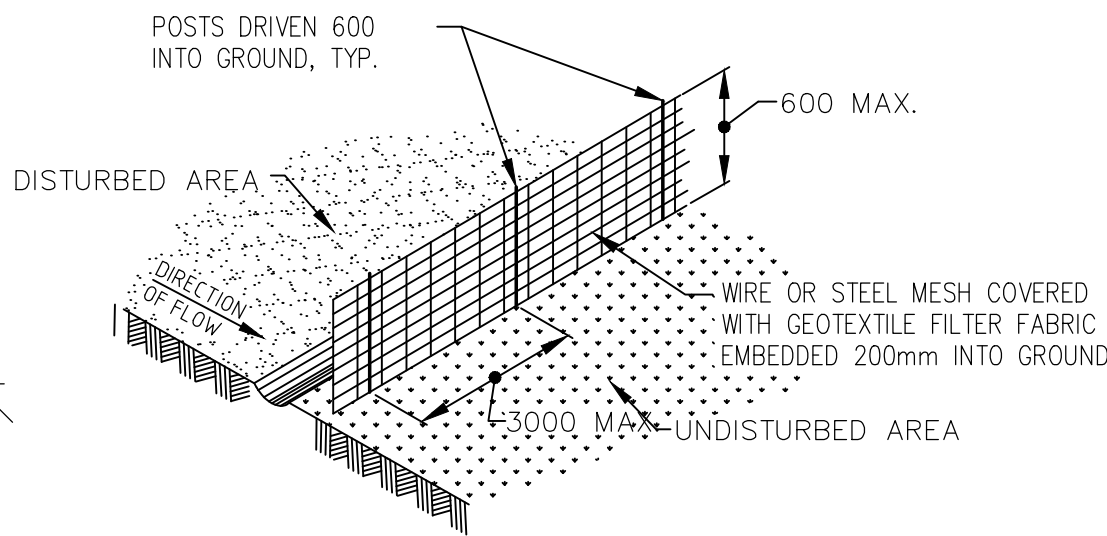 POSTS DRIVEN 600
INTO GROUND, TYP.
600 MAX.
DISTURBED AREA
DIRECTION
OF FLOW
WIRE OR STEEL MESH COVERED
WITH GEOTEXTILE FILTER FABRIC
EMBEDDED 200mm INTO GROUND
3000 MAX.
UNDISTURBED AREA